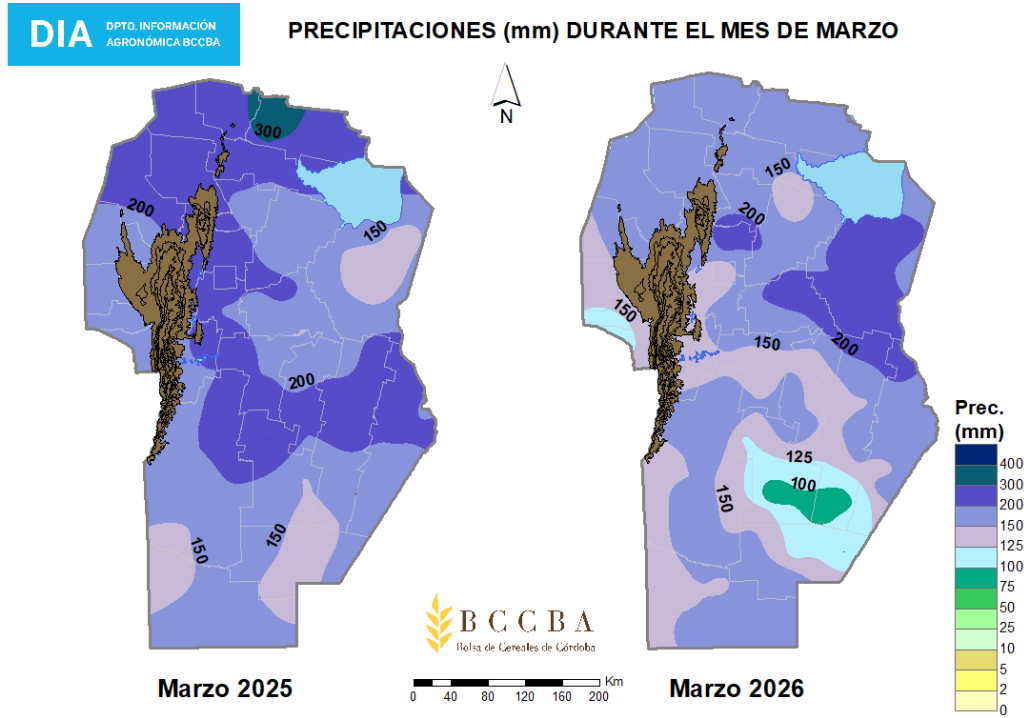 DIA
DPTO. INFORMACIÓN
AGRONÓMICA BCCBA
PRECIPITACIONES (mm) DURANTE EL MES DE MARZO
N
300
200
150
200
150
150
150
200
150
150
200
125
100
150
Prec.
(mm)
400
300
200
150
125
100
75
50
25
10
5
2
0
BCCBA
Bolsa de Cereales de Córdoba
Km
0 40 80 120 160 200
Marzo 2025
Marzo 2026